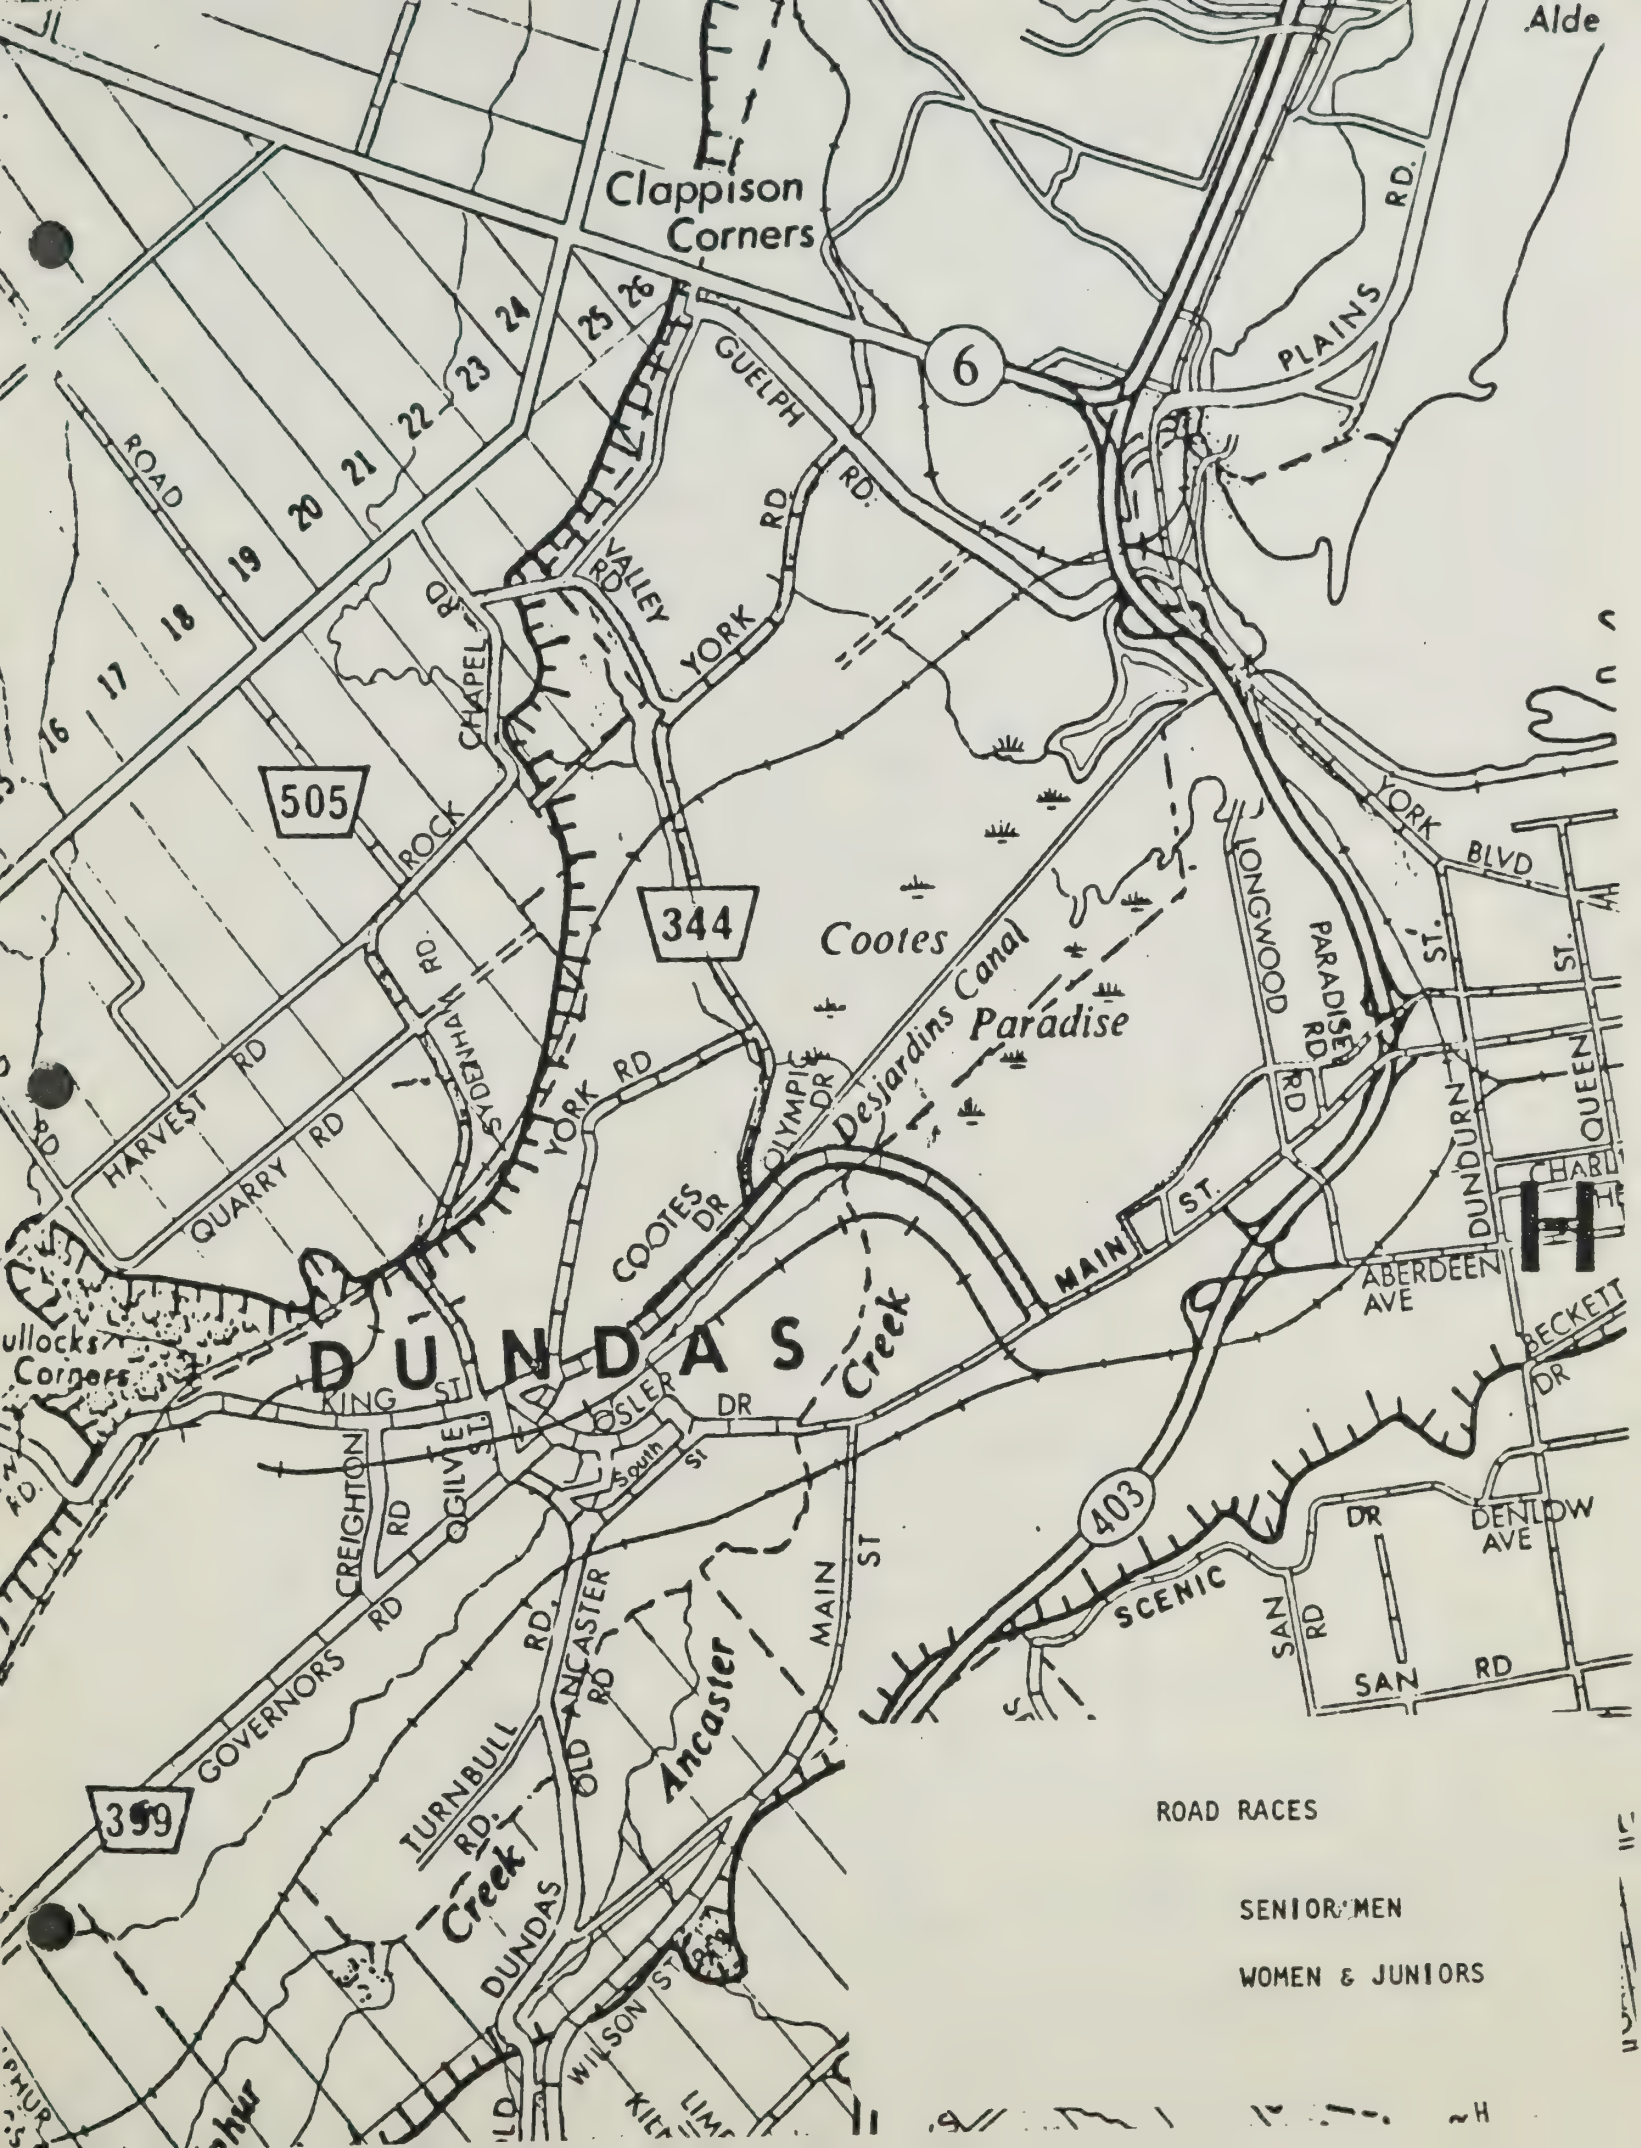 Alde
Clappison
Corners
RD.
PLAINS
6
24
25
26
23
22
21
20
19
18
17
16
GUELPH
RD.
ROAD
RD
YORK
VALLEY
RD
RD
CHAPEL
505
ROCK
344
Cootes
Paradise
Desjardins Canal
YORK
BLVD
LONGWOOD
RD
PARADISE
RD
ST.
ST.
QUEEN
DUNDURN
SYDENHAM RD
HARVEST
RD
QUARRY RD
RD
YORK
RD
OLYMPIC
DR
COOTES
DR
MAIN
ST.
H
ABERDEEN
AVE
BECKETT
DR
ullocks
Corners
DUNDAS
Creek
KING ST
OSLER
DR
South
St
CREIGHTON
RD
OGILVIE
ST.
RD.
403
DR
DENLOW
AVE
SCENIC
SAN
RD
SAN
RD
MAIN
ST
GOVERNORS
RD
RD.
OLD ANCASTER
RD
Ancaster
Creek
TURNBULL
RD.
399
DUNDAS
WILSON ST
ROAD RACES
SENIOR MEN
WOMEN & JUNIORS